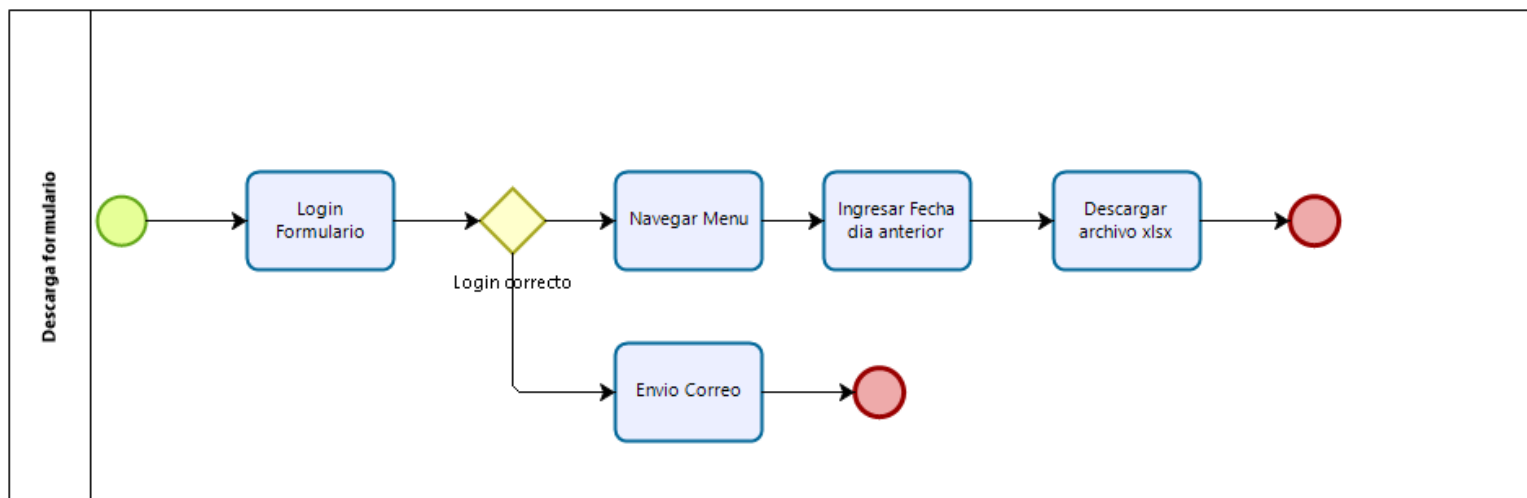 Descarga formulario
Login
Formulario
Login correcto
Navegar Menu
Ingresar Fecha
dia anterior
Descargar
archivo xlsx
Envio Correo